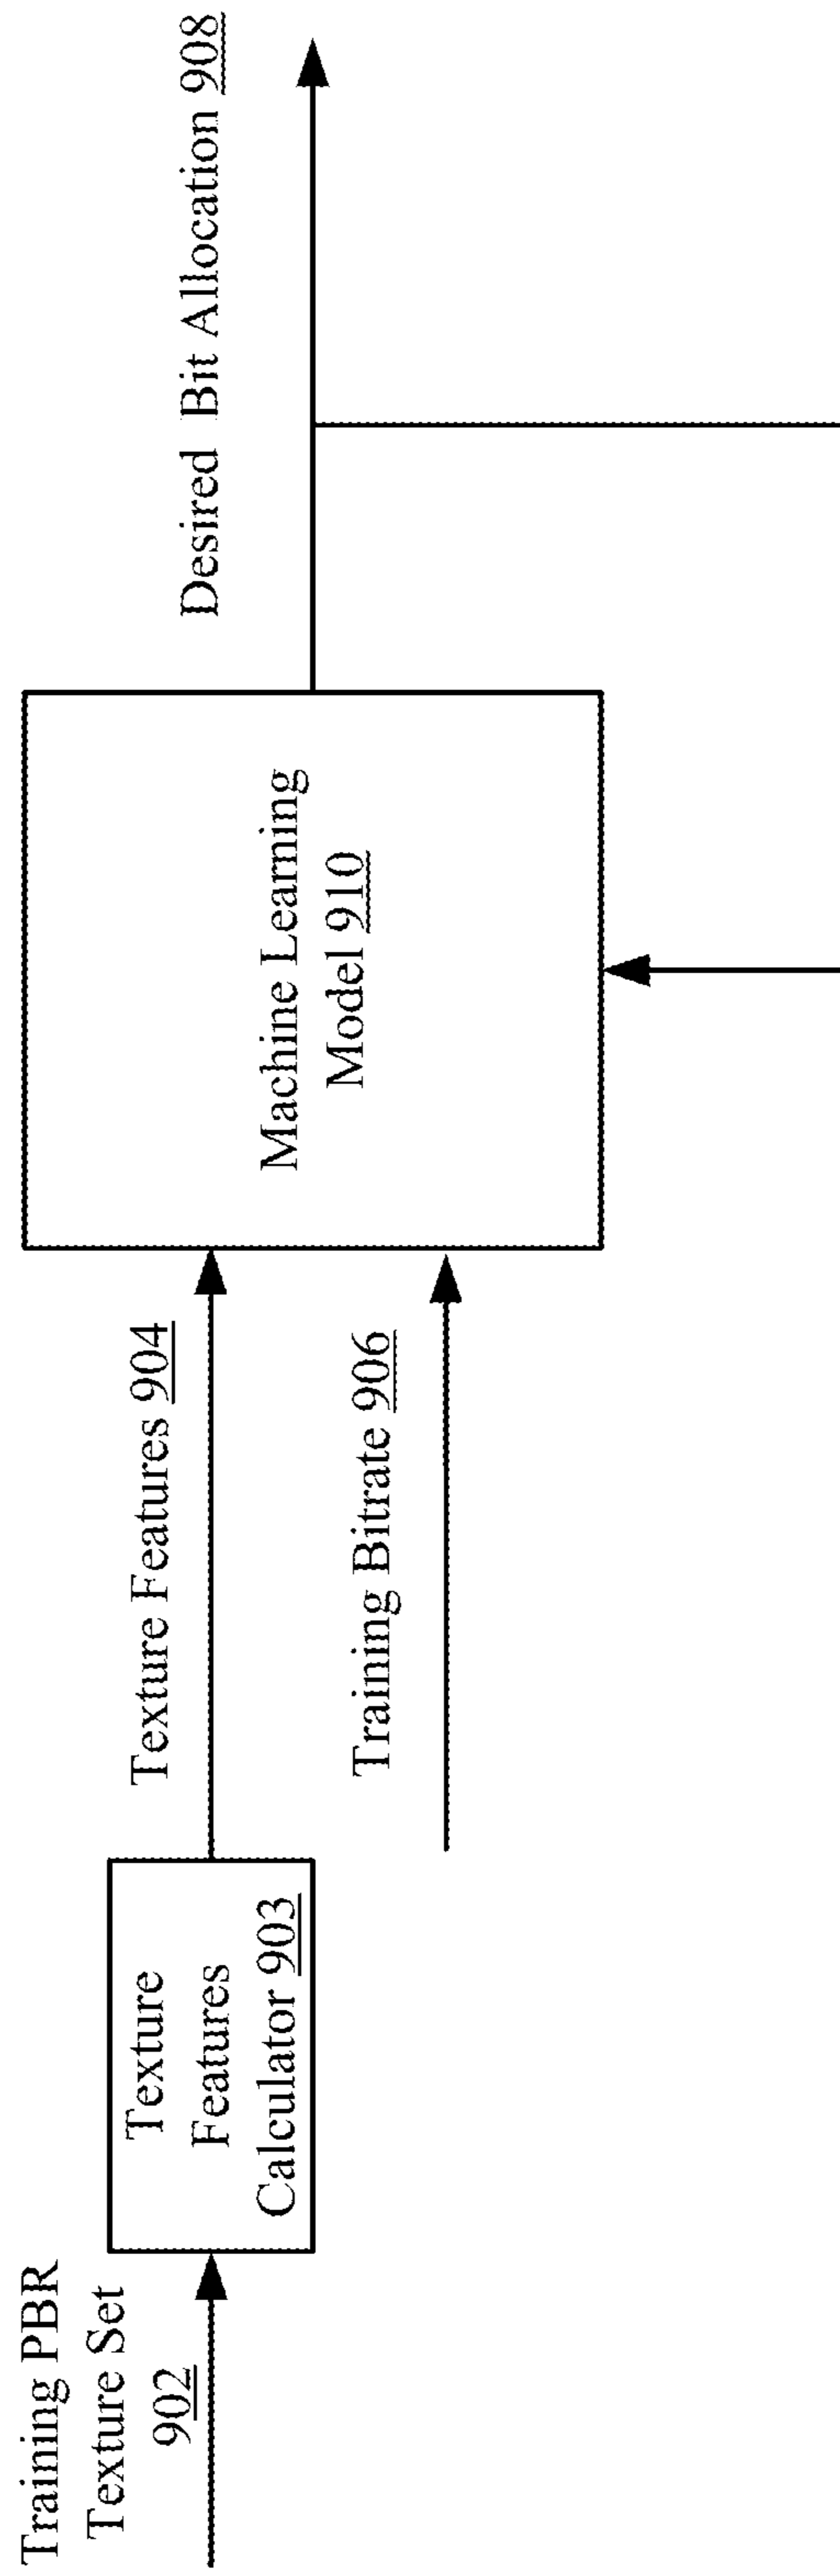 Training PBR
Texture Set
902
Texture
Features
Calculator 903
Texture Features 904
Training Bitrate 906
Machine Learning
Model 910
Desired Bit Allocation 908